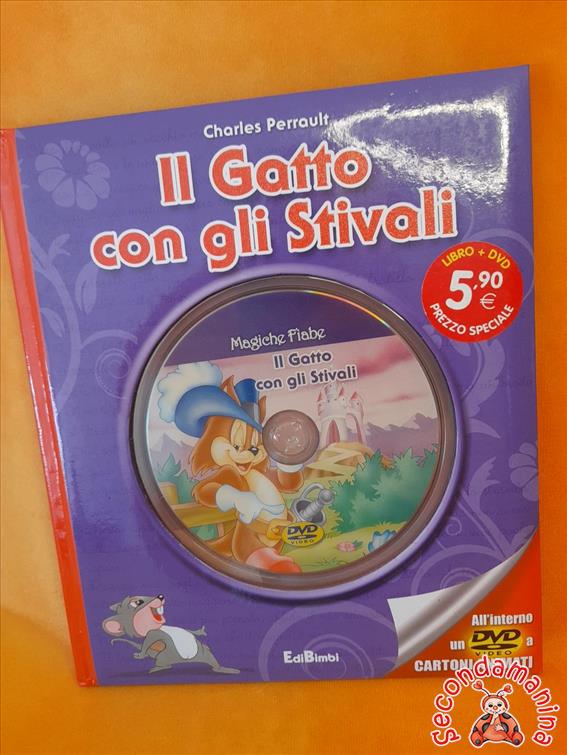 Charles Perrault
Il Gatto
con gli Stivali
LIBRO + DVD
5,90
€
PREZZO SPECIALE
Magiche Fiabe
Il Gatto
con gli Stivali
DVD
VIDEO
All'interno
un DVD VIDEO a
CARTONI
EdiBimbi
Secondamanina